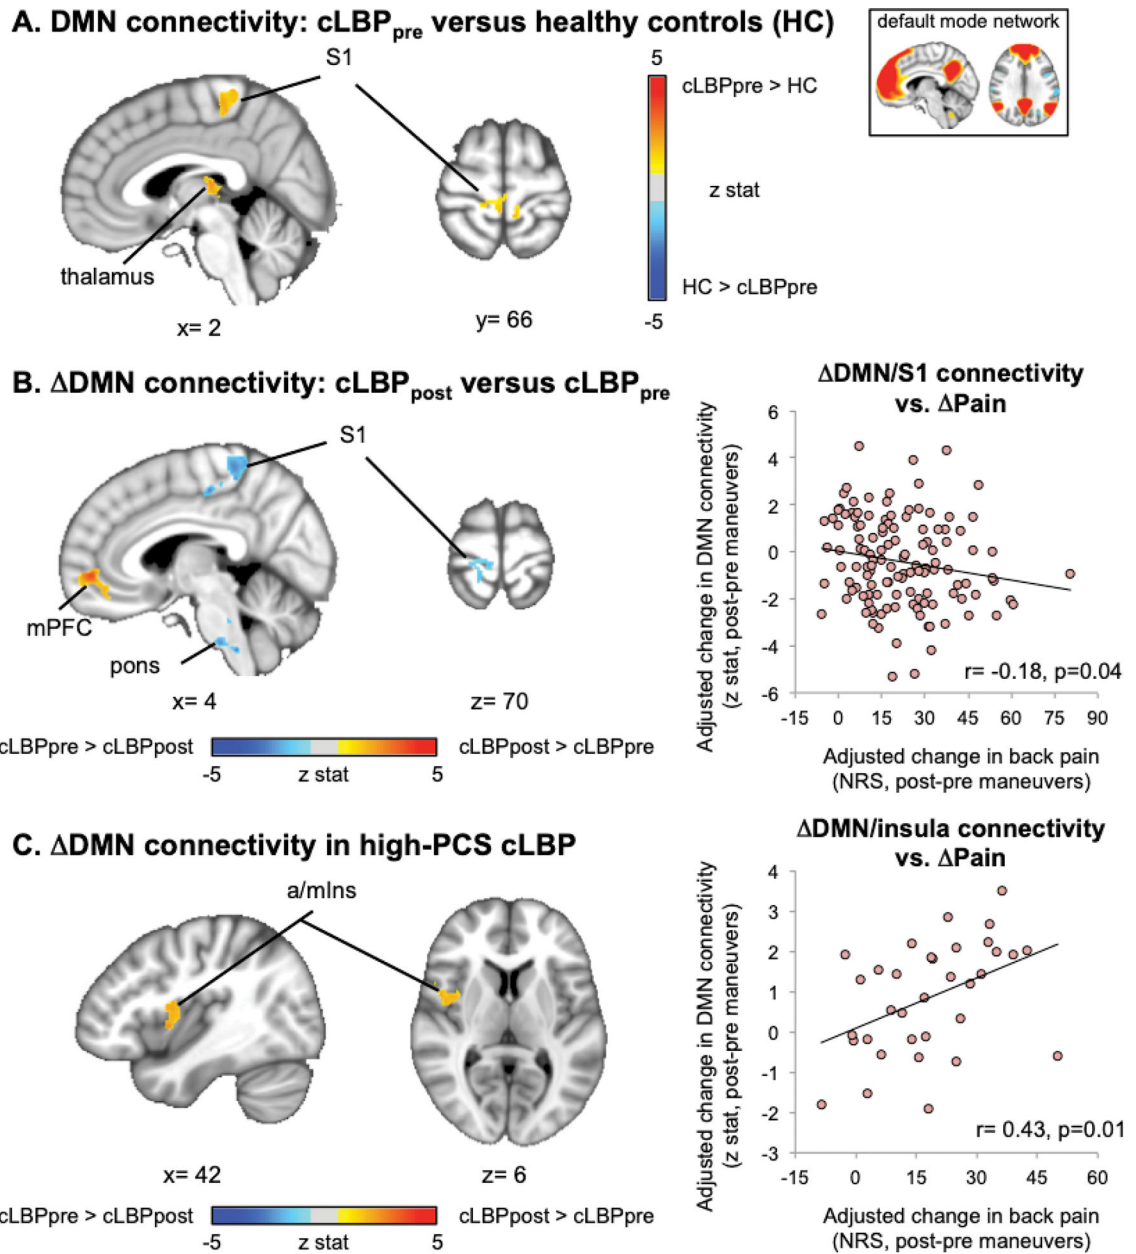 A. DMN connectivity: cLBPpre versus healthy controls (HC)
default mode network
S1
5
cLBPpre > HC
z stat
thalamus
HC > cLBPpre
x= 2
y= 66
-5
B. ΔDMN connectivity: cLBPpost versus cLBPpre
S1
mPFC
pons
x= 4
z= 70
cLBPpre > cLBPpost
cLBPpost > cLBPpre
-5
z stat
5
ΔDMN/S1 connectivity
vs. ΔPain
Adjusted change in DMN connectivity
(z stat, post-pre maneuvers)
6
4
2
0
-2
-4
-6
r= -0.18, p=0.04
-15 0 15 30 45 60 75 90
Adjusted change in back pain
(NRS, post-pre maneuvers)
C. ΔDMN connectivity in high-PCS cLBP
a/mIns
x= 42
z= 6
cLBPpre > cLBPpost
cLBPpost > cLBPpre
-5
z stat
5
ΔDMN/insula connectivity
vs. ΔPain
Adjusted change in DMN connectivity
(z stat, post-pre maneuvers)
4
3
2
1
0
-1
-2
-3
r= 0.43, p=0.01
-15 0 15 30 45 60
Adjusted change in back pain
(NRS, post-pre maneuvers)